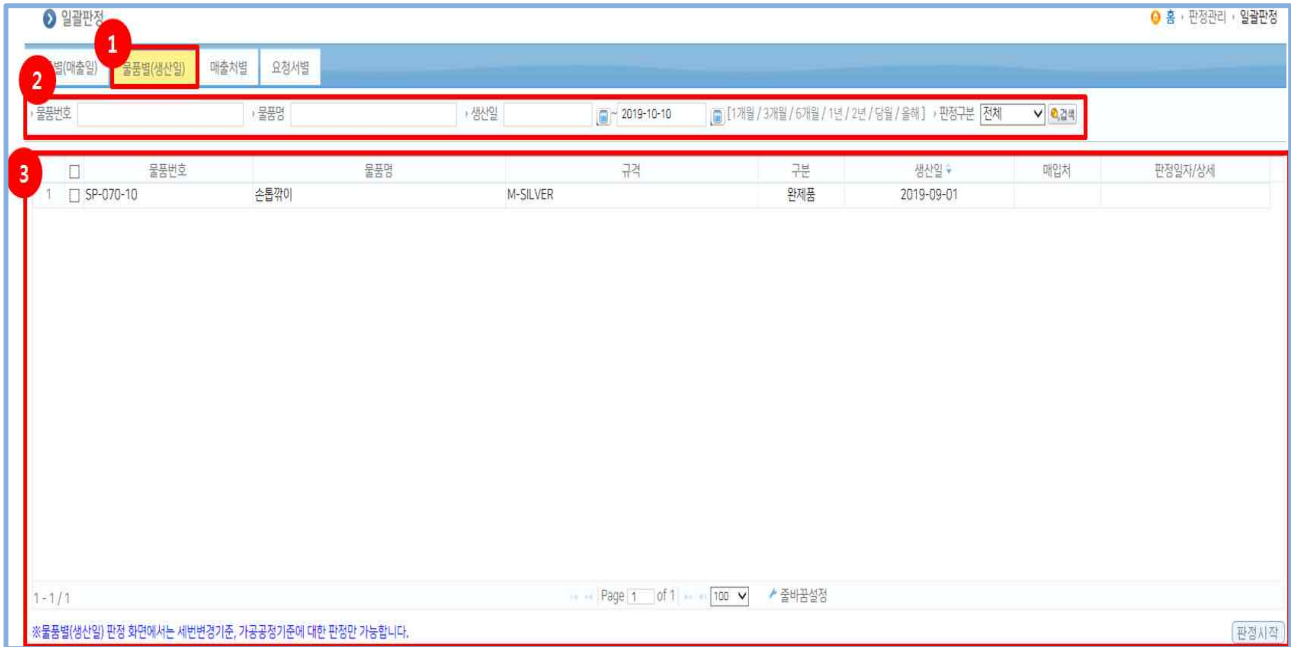 일괄판정
홈 › 판정관리 › 일괄판정
1
별(매출일) 물품별(생산일) 매출처별 요청서별
2
물품번호 물품명 생산일 ~ 2019-10-10 [1개월 / 3개월 / 6개월 / 1년 / 2년 / 당월 / 올해] 판정구분 전체 검색
3
물품번호 물품명 규격 구분 생산일 매입처 판정일자/상세
1 SP-070-10 손톱깎이 M-SILVER 완제품 2019-09-01
1 - 1 / 1 Page 1 of 1 100 줄바꿈설정
※물품별(생산일) 판정 화면에서는 세번변경기준, 가공공정기준에 대한 판정만 가능합니다.
판정시작